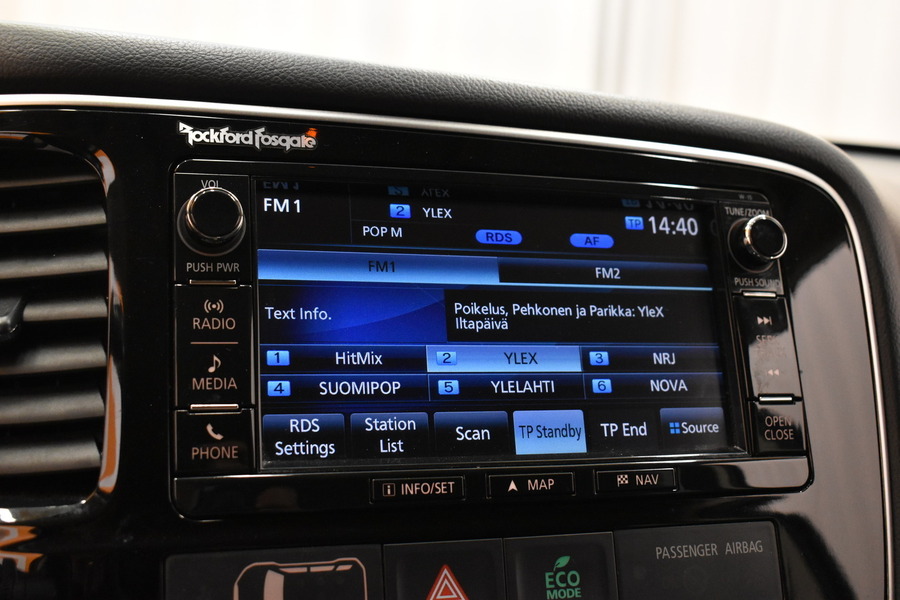 Rockford Fosgate
VOL
PUSH PWR
RADIO
MEDIA
PHONE
FM 1
YLEX
2 YLEX
POP M
RDS
AF
TP 14:40
FM1
FM2
Text Info.
Poikelus, Pehkonen ja Parikka: YleX
Iltapäivä
1 HitMix
2 YLEX
3 NRJ
4 SUOMIPOP
5 YLELAHTI
6 NOVA
RDS
Settings
Station
List
Scan
TP Standby
TP End
Source
TUNE/ZOOM
PUSH SOUND
OPEN
CLOSE
INFO/SET
MAP
NAV
ECO
MODE
PASSENGER AIRBAG